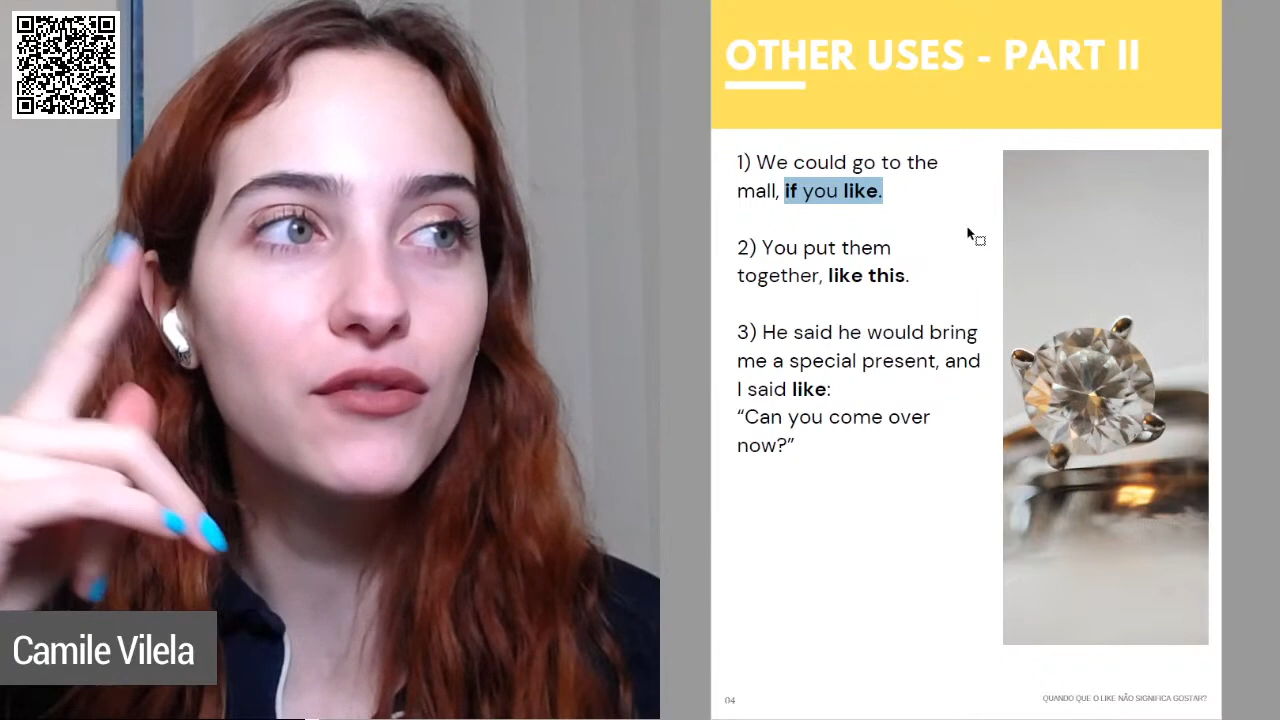 OTHER USES - PART II
1) We could go to the
mall, if you like.
2) You put them
together, like this.
3) He said he would bring
me a special present, and
I said like:
“Can you come over
now?”
04
QUANDO QUE O LIKE NÃO SIGNIFICA GOSTAR?
Camile Vilela